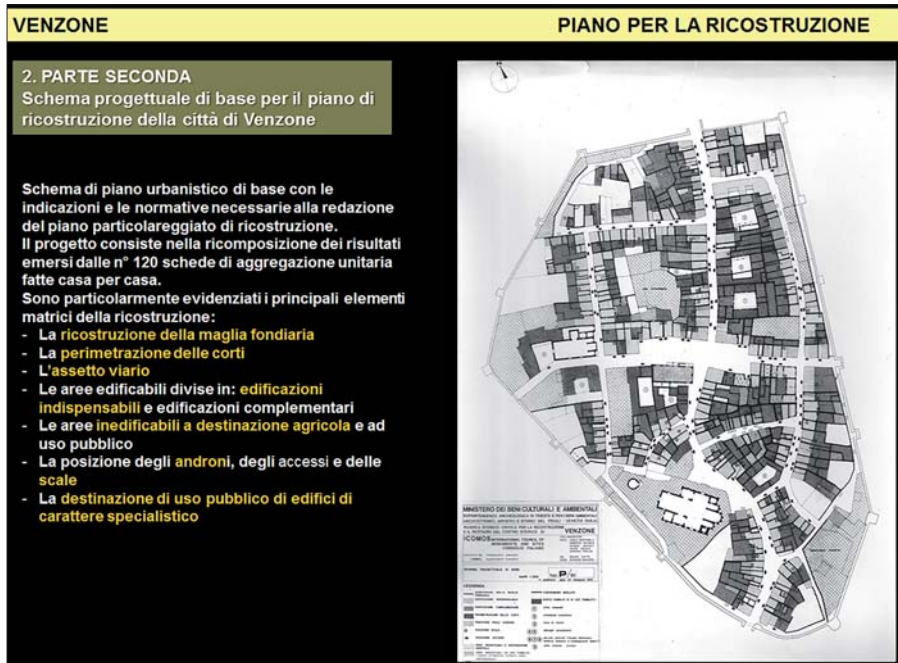 VENZONE
PIANO PER LA RICOSTRUZIONE
2. PARTE SECONDA
Schema progettuale di base per il piano di
ricostruzione della città di Venzone
Schema di piano urbanistico di base con le
indicazioni e le normative necessarie alla redazione
del piano particolareggiato di ricostruzione.
Il progetto consiste nella ricomposizione dei risultati
emersi dalle n° 120 schede di aggregazione unitaria
fatte casa per casa.
Sono particolarmente evidenziati i principali elementi
matrici della ricostruzione:
- La ricostruzione della maglia fondiaria
- La perimetrazione delle corti
- L'assetto viario
- Le aree edificabili divise in: edificazioni
indispensabili e edificazioni complementari
- Le aree inedificabili a destinazione agricola e ad
uso pubblico
- La posizione degli androni, degli accessi e delle
scale
- La destinazione di uso pubblico di edifici di
carattere specialistico
MINISTERO DEI BENI CULTURALI E AMBIENTALI
VENZONE
ICOMOS INTERNATIONAL COUNCIL OF
MONUMENTS AND SITES
P